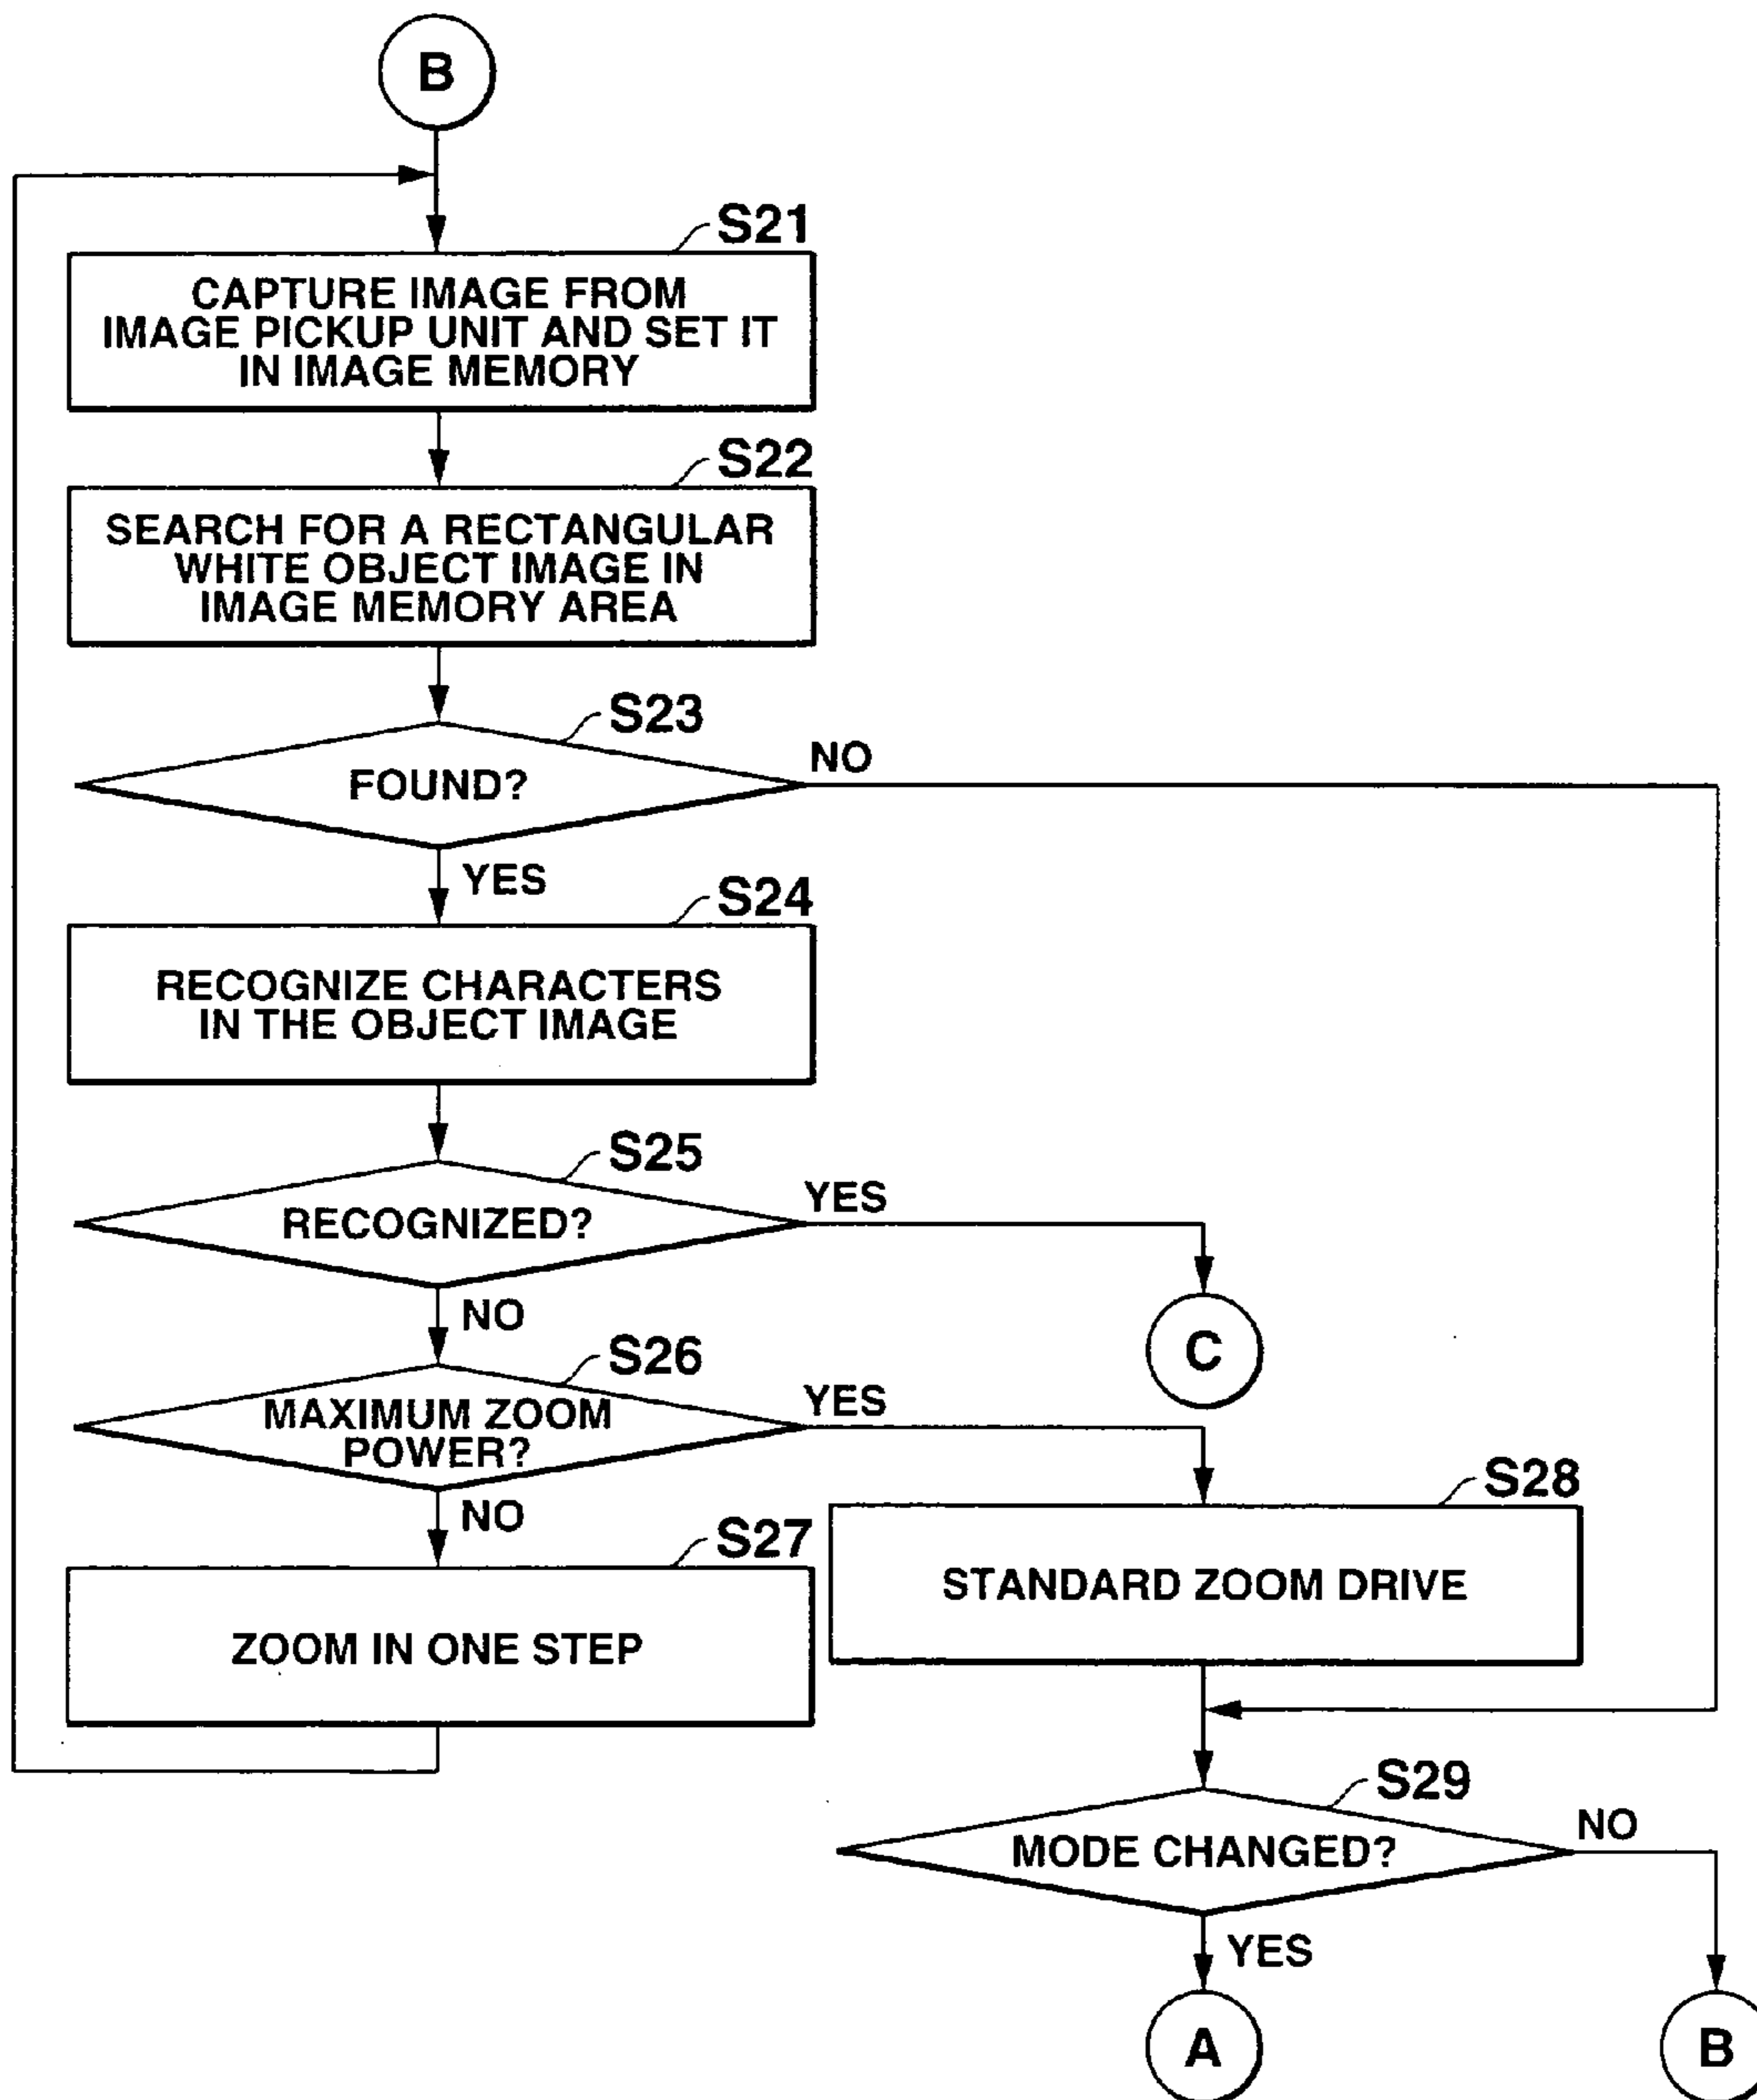 B
S21
CAPTURE IMAGE FROM
IMAGE PICKUP UNIT AND SET IT
IN IMAGE MEMORY
S22
SEARCH FOR A RECTANGULAR
WHITE OBJECT IMAGE IN
IMAGE MEMORY AREA
S23
FOUND?
NO
YES
S24
RECOGNIZE CHARACTERS
IN THE OBJECT IMAGE
S25
RECOGNIZED?
YES
NO
C
S26
MAXIMUM ZOOM
POWER?
YES
NO
S27
ZOOM IN ONE STEP
S28
STANDARD ZOOM DRIVE
S29
MODE CHANGED?
NO
YES
A
B